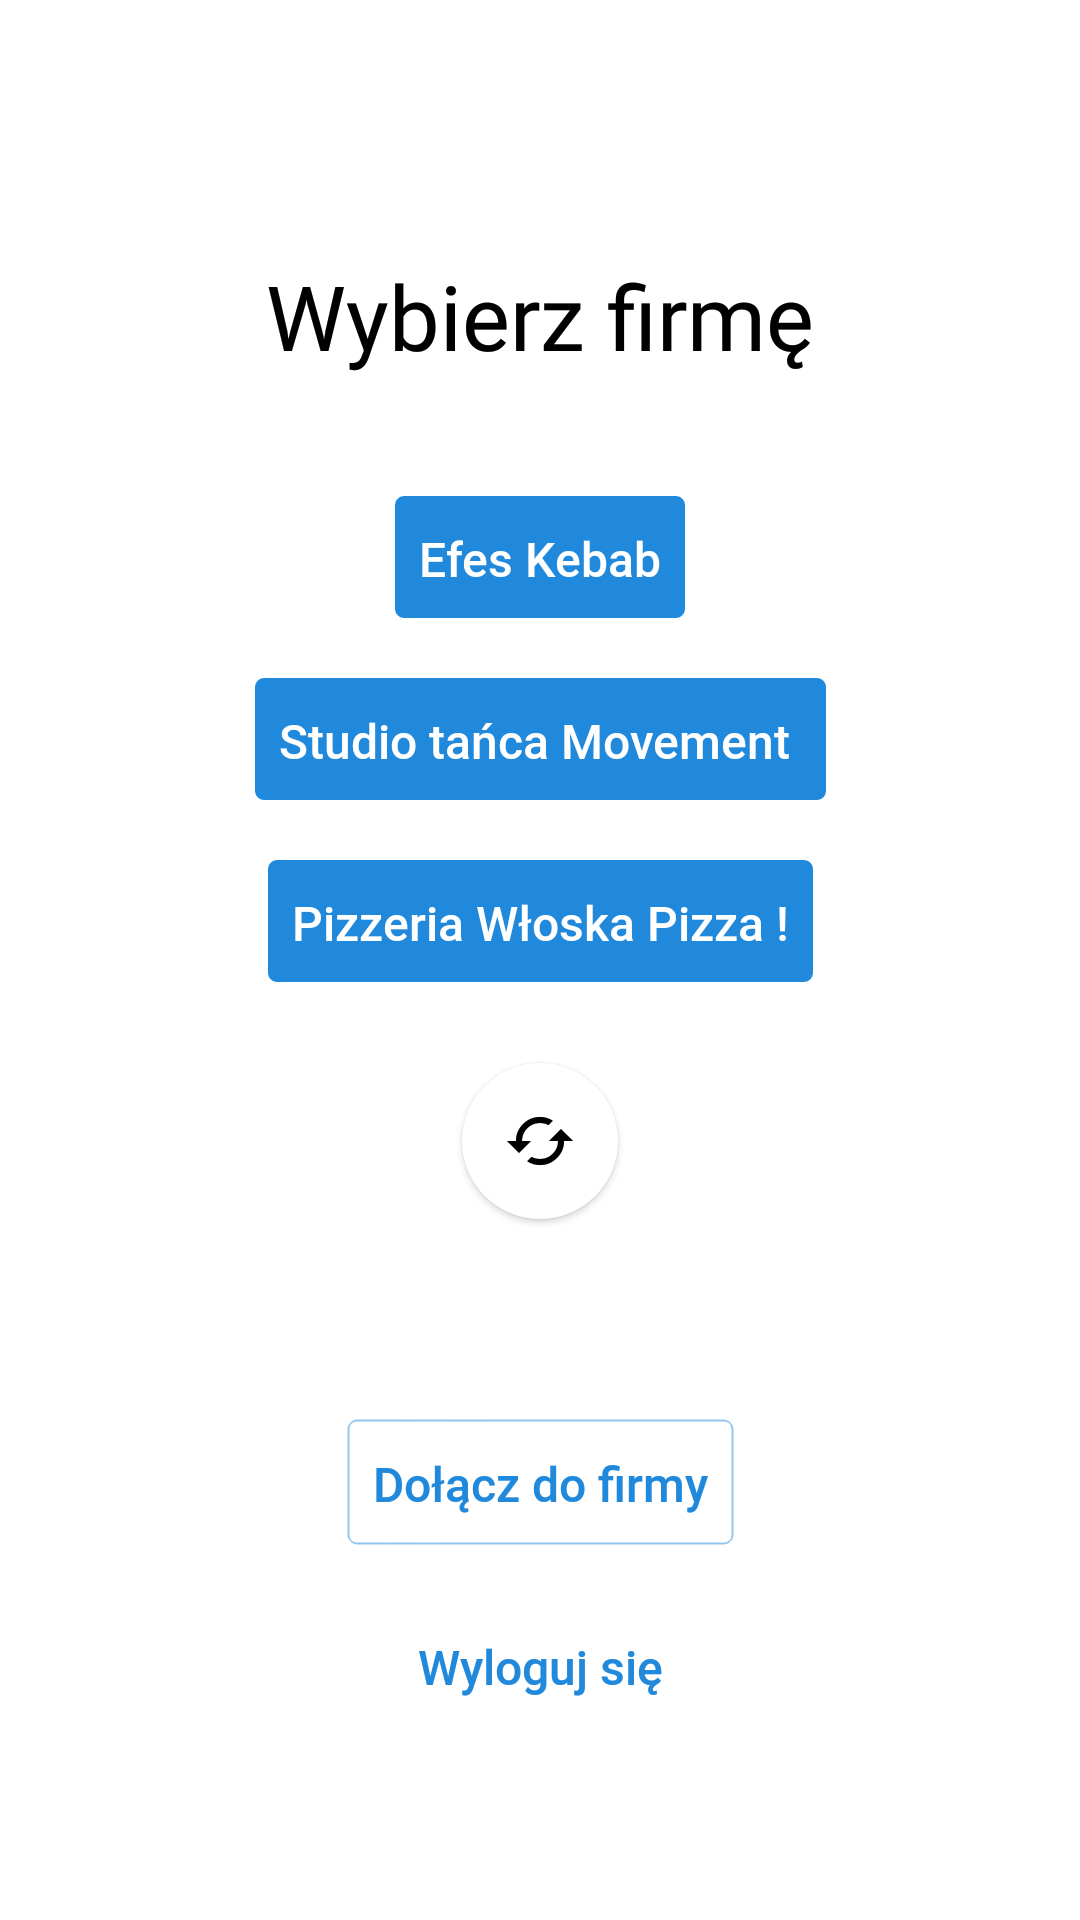 Wybierz firmę
Efes Kebab
Studio tańca Movement
Pizzeria Włoska Pizza !
Dołącz do firmy
Wyloguj się